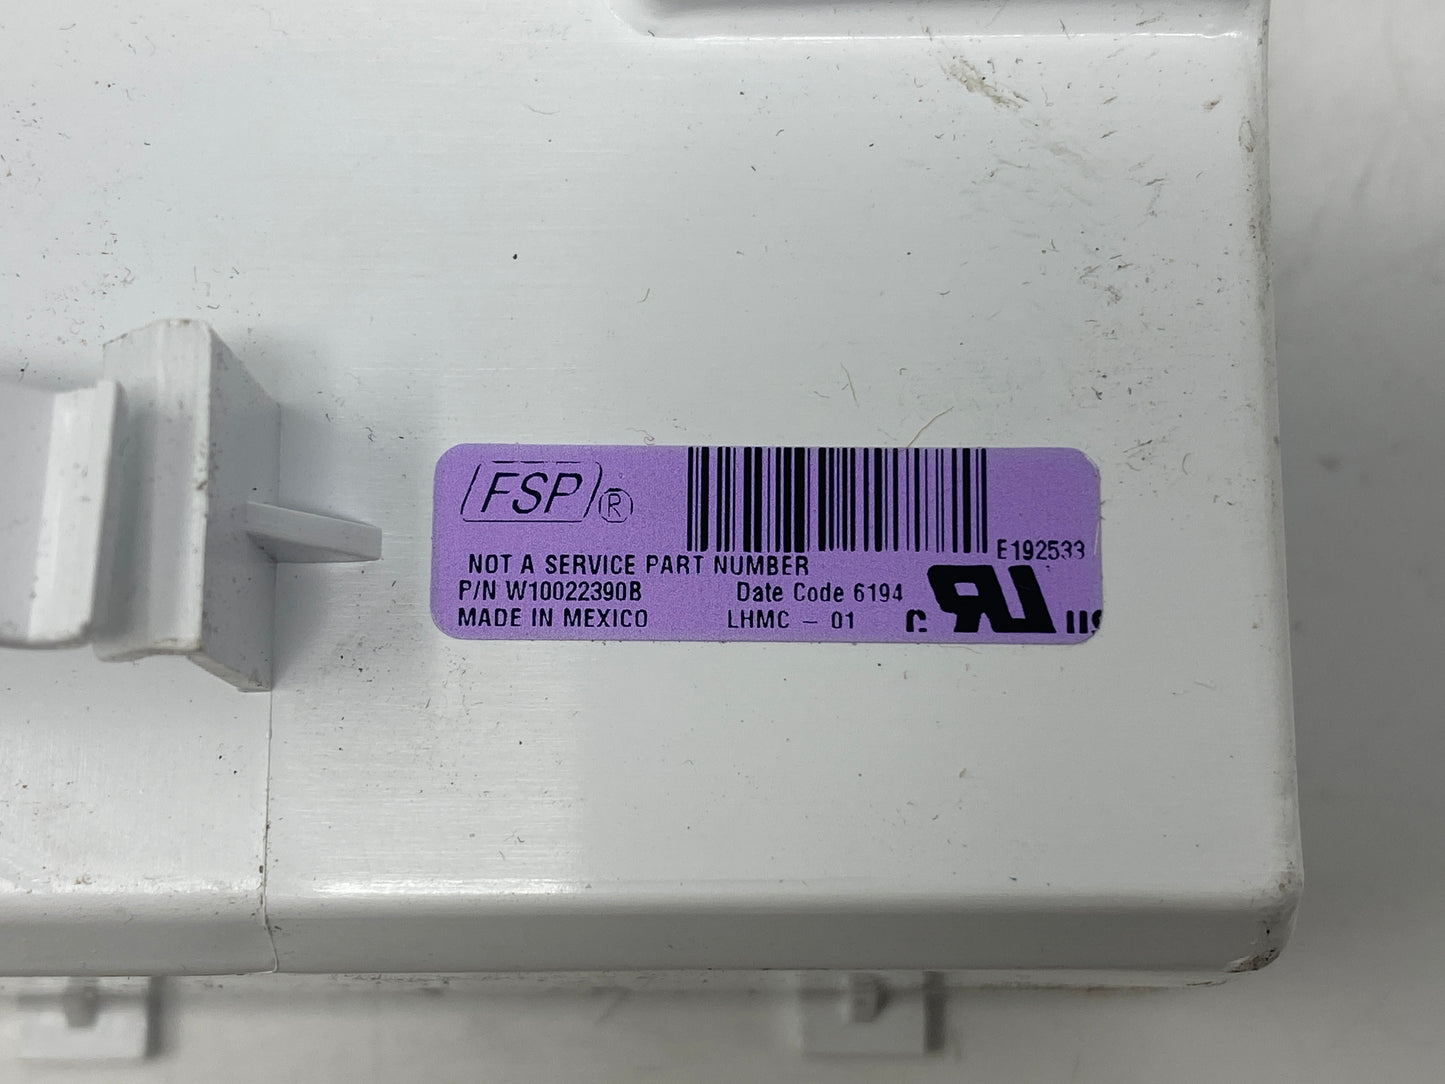 FSP ®
E192533
NOT A SERVICE PART NUMBER
P/N W10022390B Date Code 6194
MADE IN MEXICO LHMC - 01